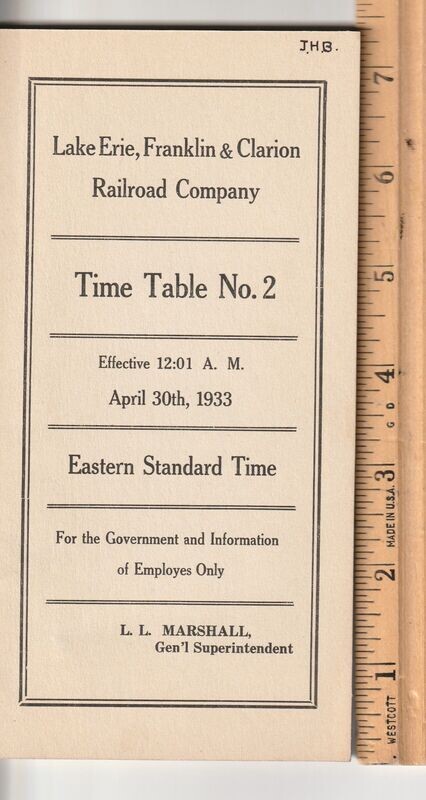 J.H.B.
Lake Erie, Franklin & Clarion
Railroad Company
Time Table No. 2
Effective 12:01 A. M.
April 30th, 1933
Eastern Standard Time
For the Government and Information
of Employes Only
L. L. MARSHALL,
Gen'l Superintendent
7
6
5
4
G D
3
MADE IN U.S.A.
2
1
WESTCOTT